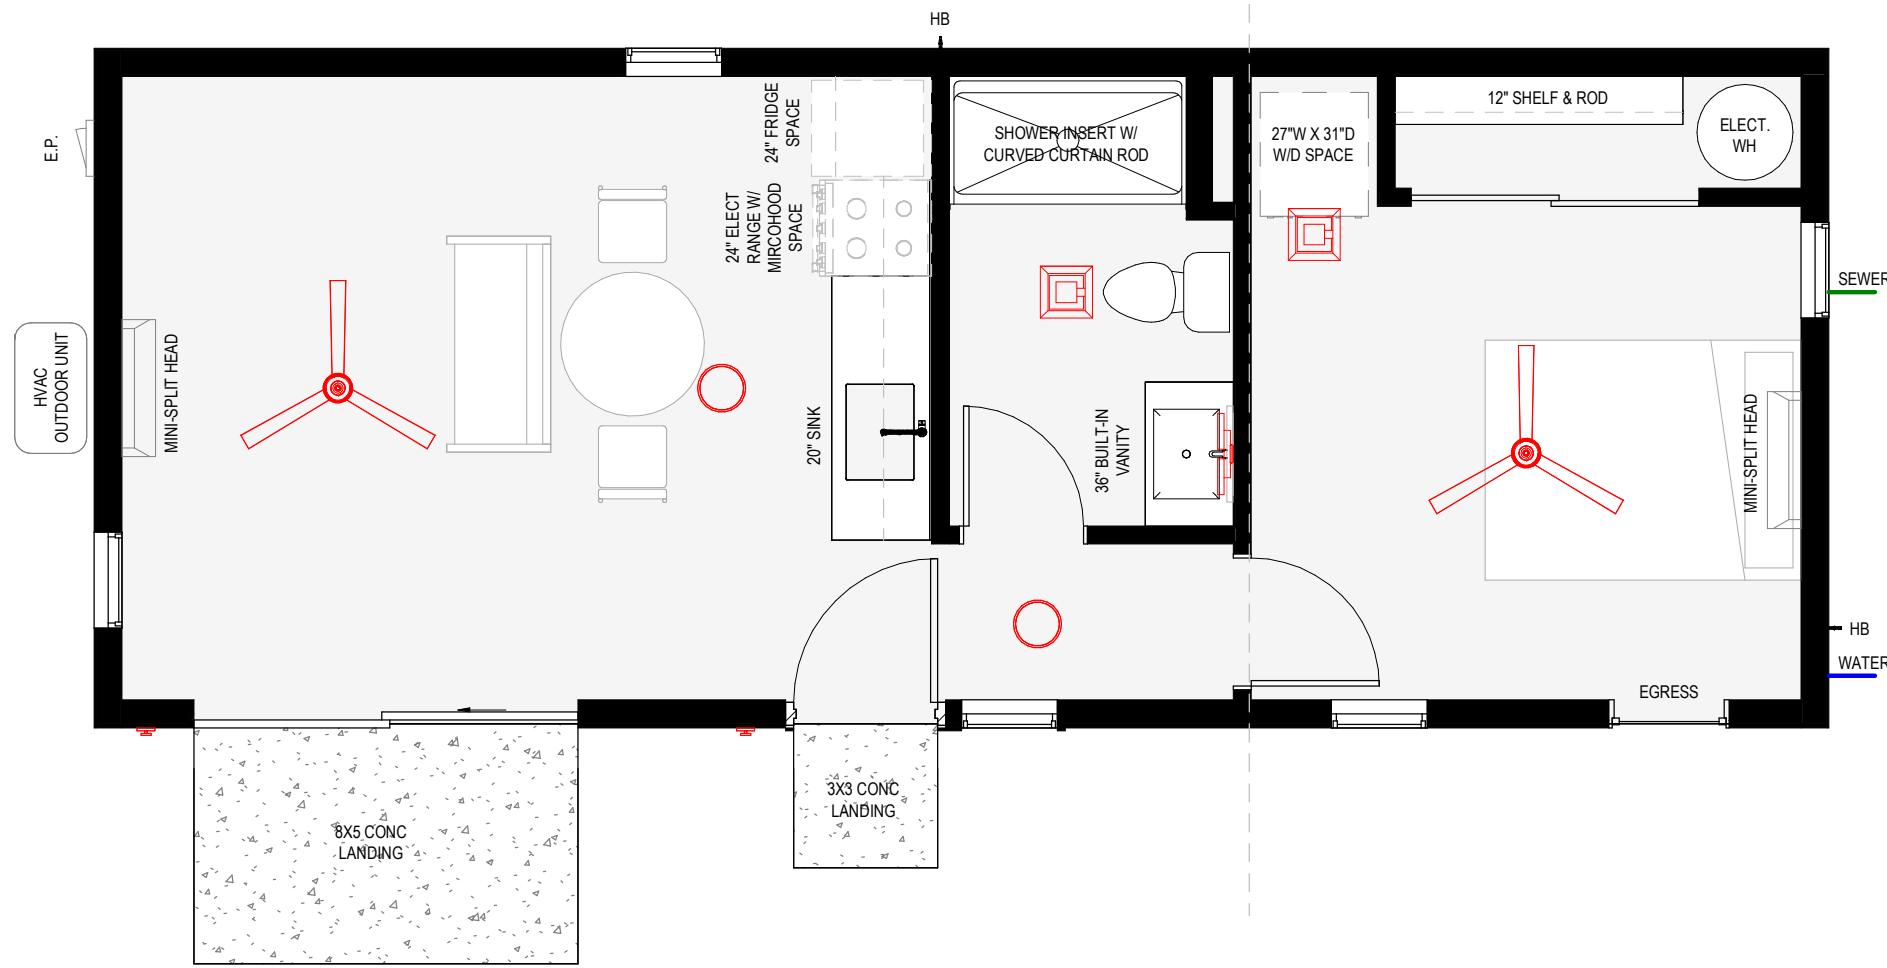 HB
E.P.
24" FRIDGE
SPACE
SHOWER INSERT W/
CURVED CURTAIN ROD
27"W X 31"D
W/D SPACE
12" SHELF & ROD
ELECT.
WH
24" ELECT
RANGE W/
MIRCOHOOD
SPACE
SEWER
HVAC
OUTDOOR UNIT
MINI-SPLIT HEAD
20" SINK
36" BUILT-IN
VANITY
MINI-SPLIT HEAD
HB
WATER
EGRESS
8X5 CONC
LANDING
3X3 CONC
LANDING